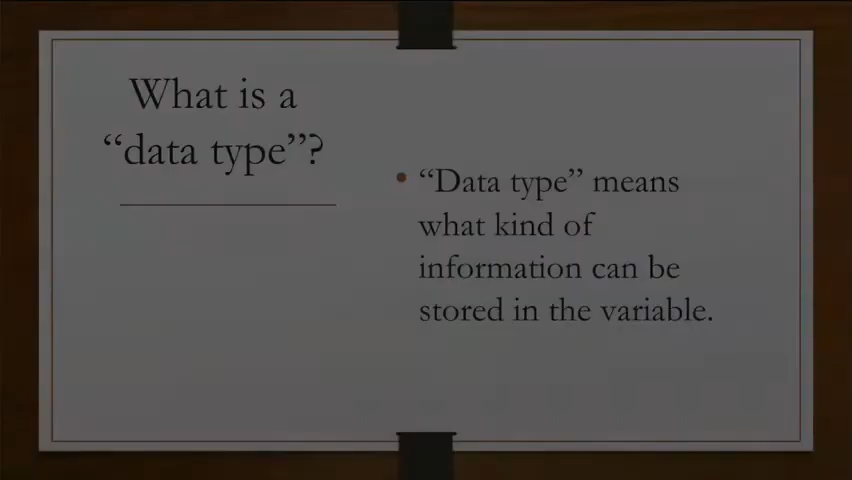 What is a
“data type”?
• “Data type” means
what kind of
information can be
stored in the variable.